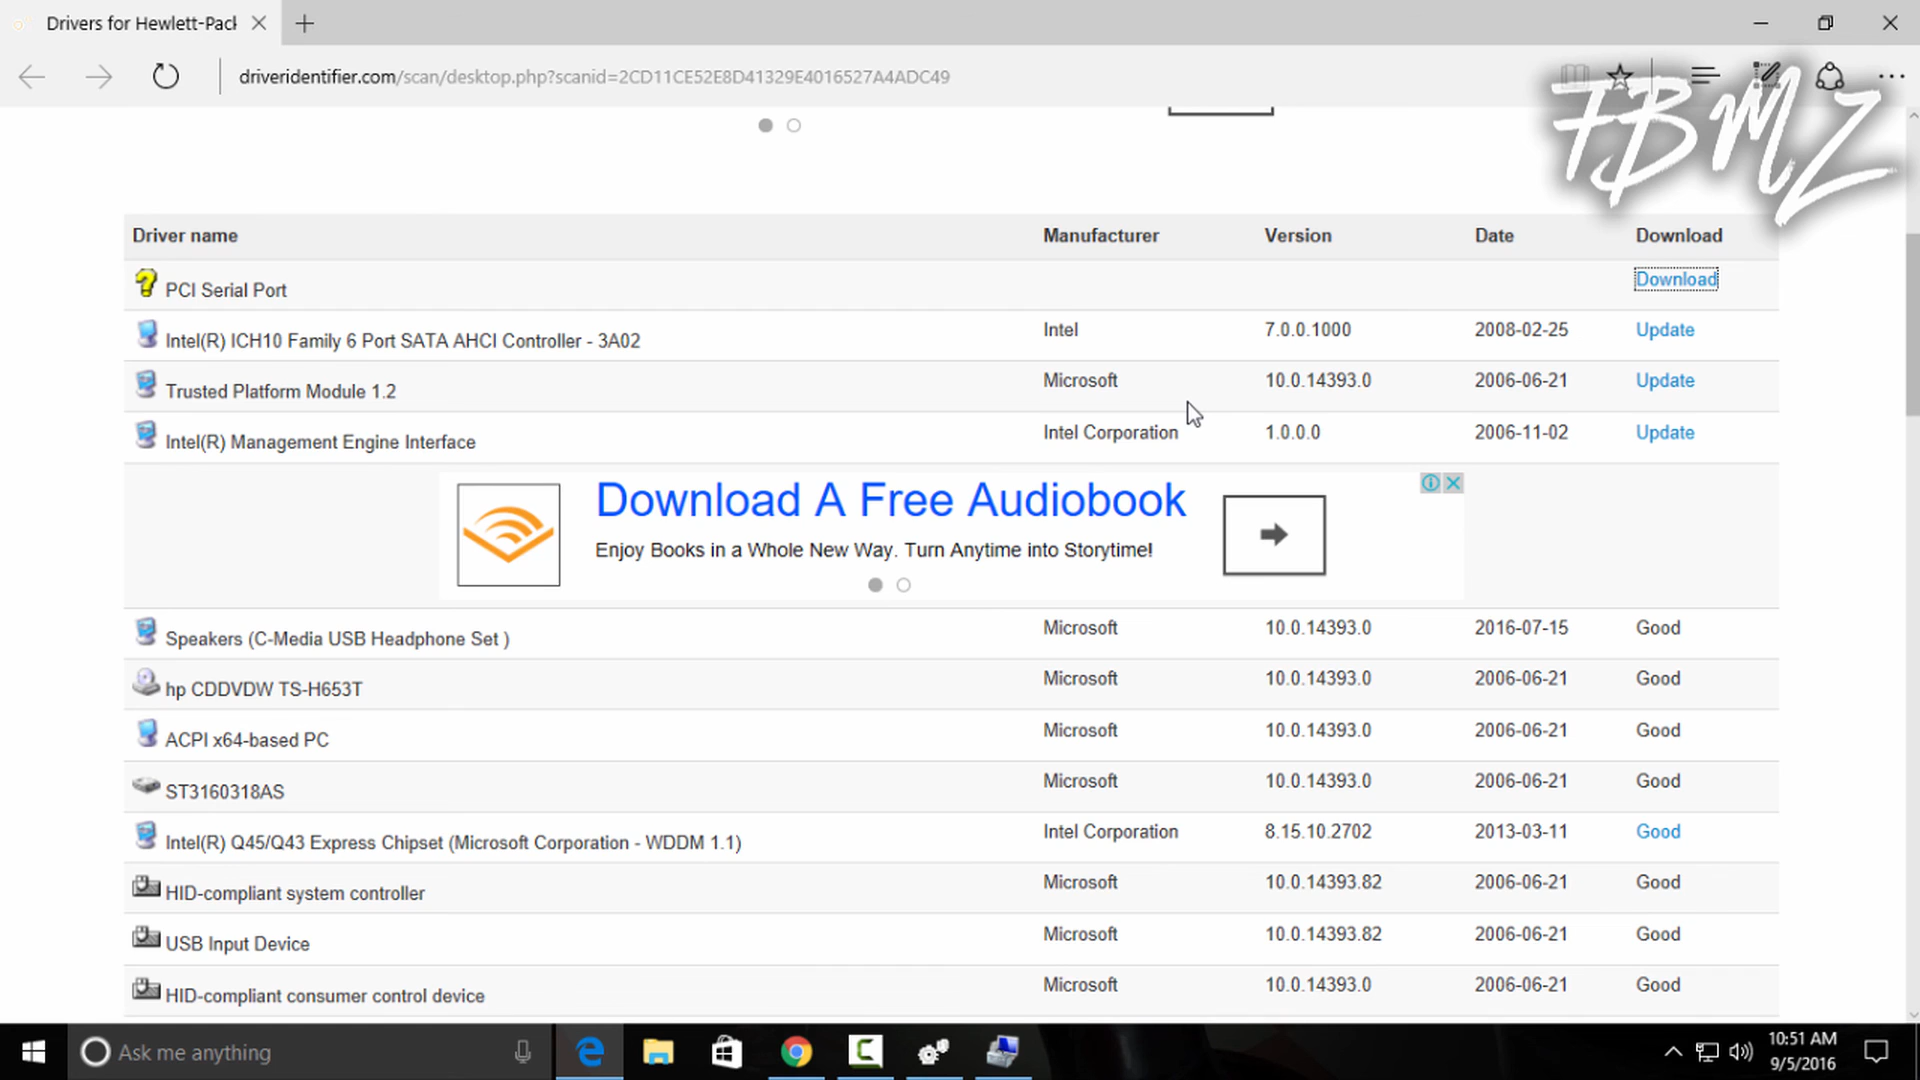 Drivers for Hewlett-Pack
driveridentifier.com/scan/desktop.php?scanid=2CD11CE52E8D41329E4016527A4ADC49
FBMZ
Driver name Manufacturer Version Date Download
PCI Serial Port Download
Intel(R) ICH10 Family 6 Port SATA AHCI Controller - 3A02 Intel 7.0.0.1000 2008-02-25 Update
Trusted Platform Module 1.2 Microsoft 10.0.14393.0 2006-06-21 Update
Intel(R) Management Engine Interface Intel Corporation 1.0.0.0 2006-11-02 Update
Download A Free Audiobook
Enjoy Books in a Whole New Way. Turn Anytime into Storytime!
Speakers (C-Media USB Headphone Set ) Microsoft 10.0.14393.0 2016-07-15 Good
hp CDDVDW TS-H653T Microsoft 10.0.14393.0 2006-06-21 Good
ACPI x64-based PC Microsoft 10.0.14393.0 2006-06-21 Good
ST3160318AS Microsoft 10.0.14393.0 2006-06-21 Good
Intel(R) Q45/Q43 Express Chipset (Microsoft Corporation - WDDM 1.1) Intel Corporation 8.15.10.2702 2013-03-11 Good
HID-compliant system controller Microsoft 10.0.14393.82 2006-06-21 Good
USB Input Device Microsoft 10.0.14393.82 2006-06-21 Good
HID-compliant consumer control device Microsoft 10.0.14393.0 2006-06-21 Good
Ask me anything
10:51 AM
9/5/2016